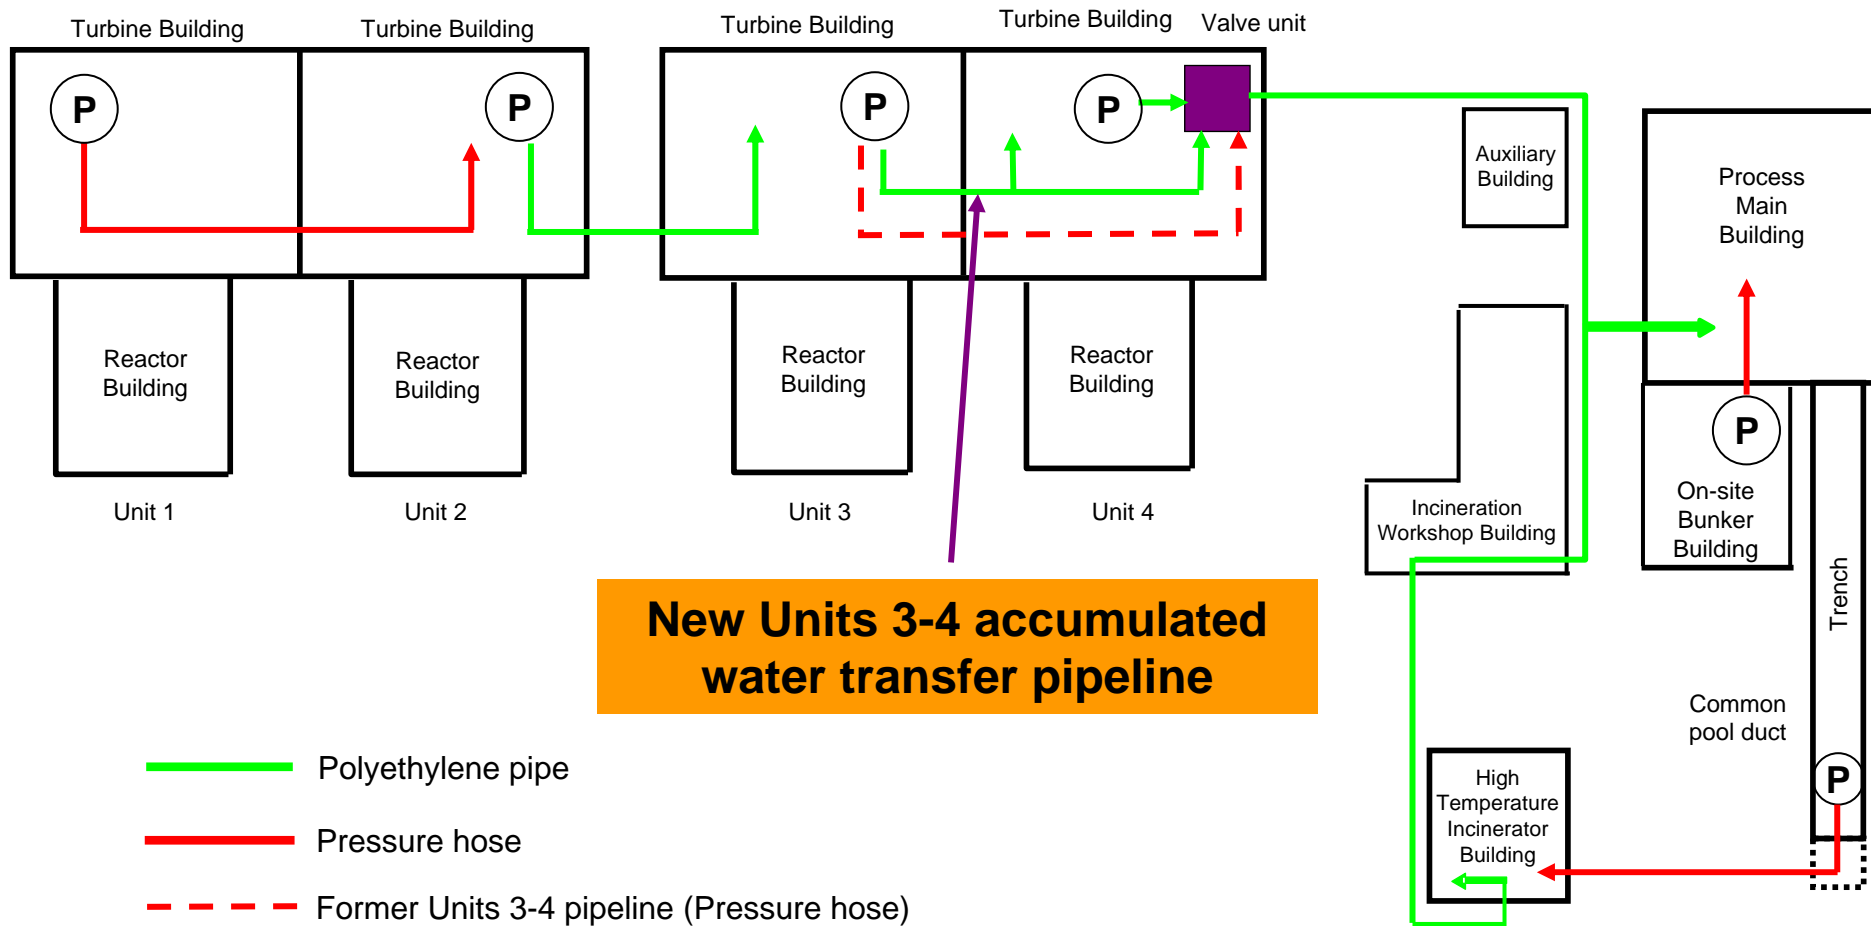 Turbine Building
Turbine Building
Turbine Building
Turbine Building
Valve unit
P
P
P
P
Auxiliary
Building
Process
Main
Building
Reactor
Building
Reactor
Building
Reactor
Building
Reactor
Building
P
Unit 1
Unit 2
Unit 3
Unit 4
Incineration
Workshop Building
On-site
Bunker
Building
Trench
New Units 3-4 accumulated
water transfer pipeline
Common
pool duct
P
High
Temperature
Incinerator
Building
Polyethylene pipe
Pressure hose
Former Units 3-4 pipeline (Pressure hose)